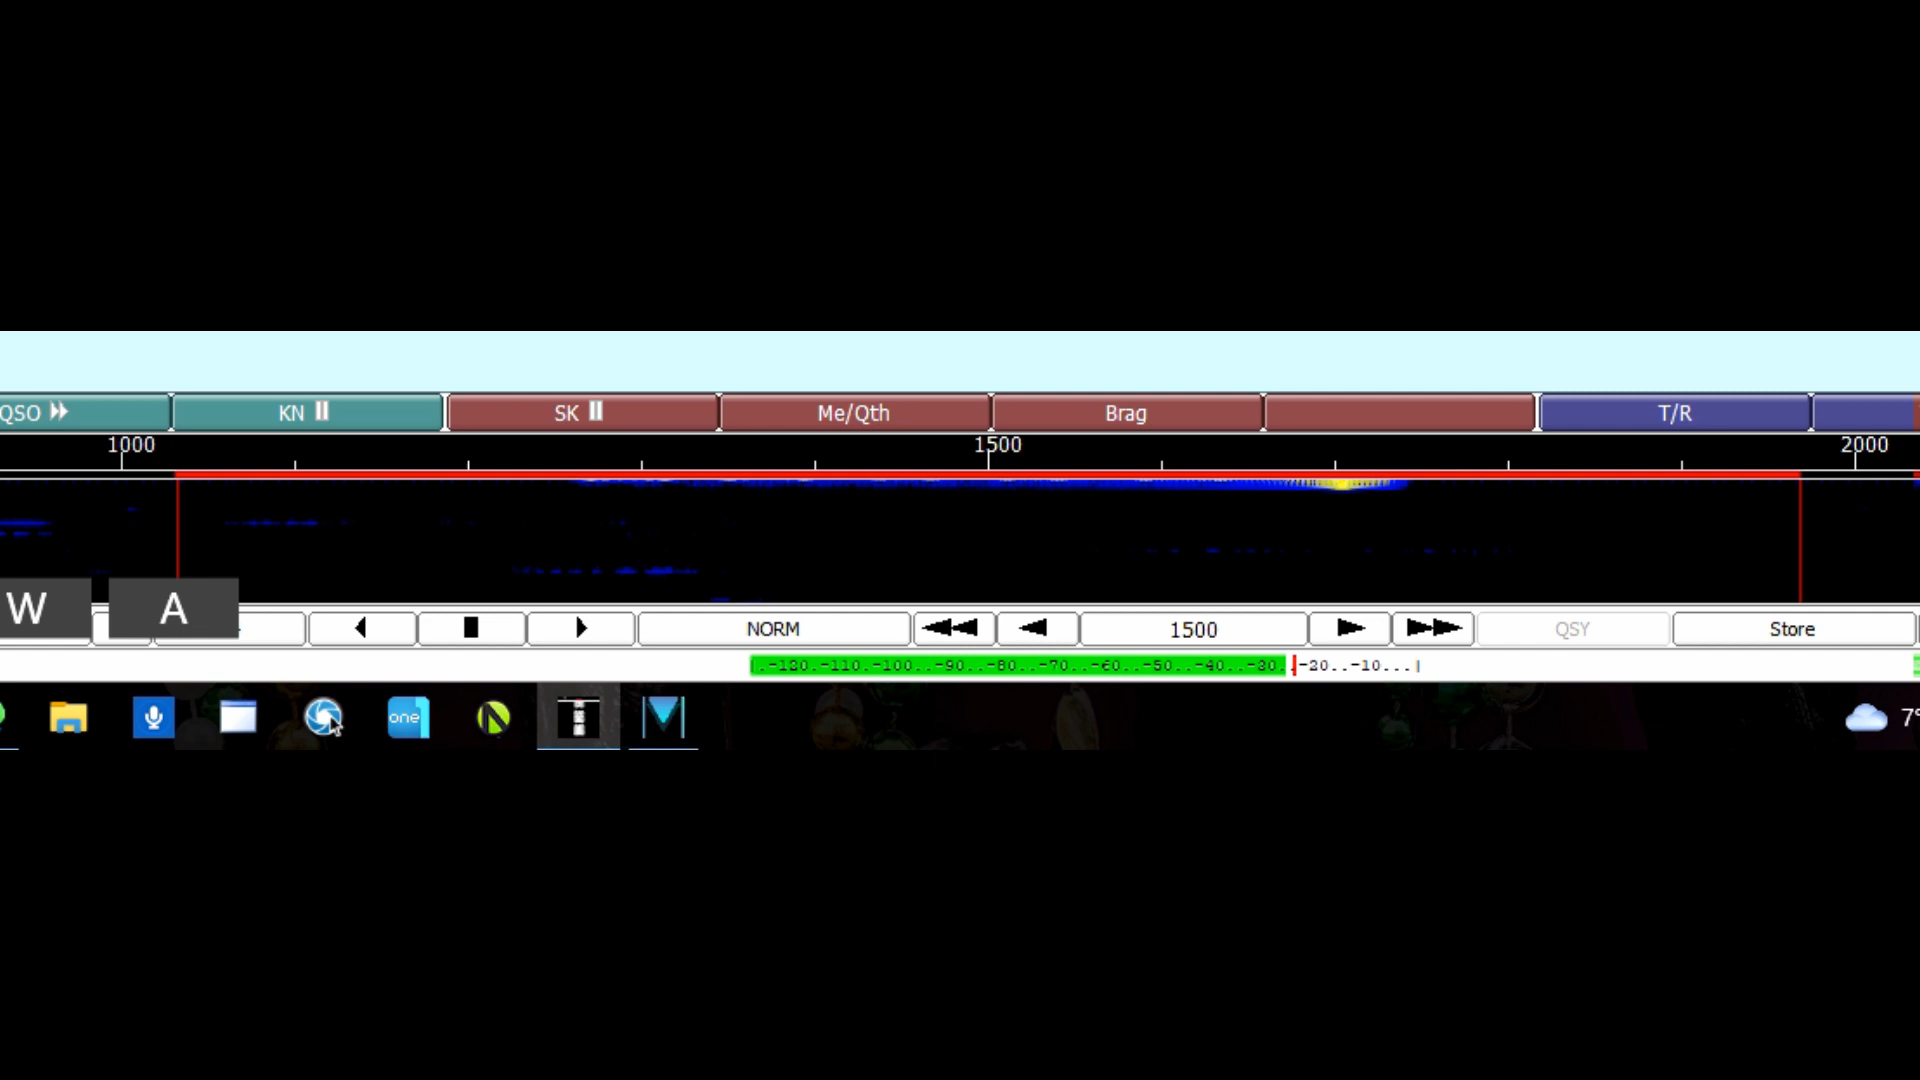 QSO KN SK Me/Qth Brag T/R
1000 1500 2000
W A
NORM 1500 QSY Store
.-120.-110.-100..-90..-80..-70..-60..-50..-40..-30..-20..-10...|
one
7°